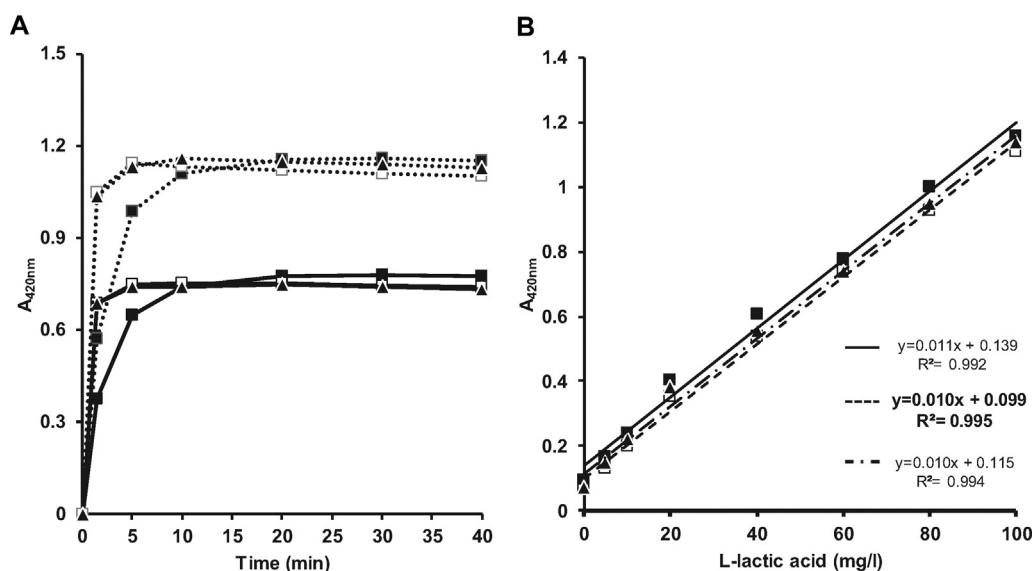 A
B
1.5
1.2
0.9
0.6
0.3
0
A420nm
0
5
10
15
20
25
30
35
40
Time (min)
1.4
1.2
1
0.8
0.6
0.4
0.2
0
A420nm
0
20
40
60
80
100
L-lactic acid (mg/l)
y=0.011x + 0.139
R²= 0.992
y=0.010x + 0.099
R²= 0.995
y=0.010x + 0.115
R²= 0.994